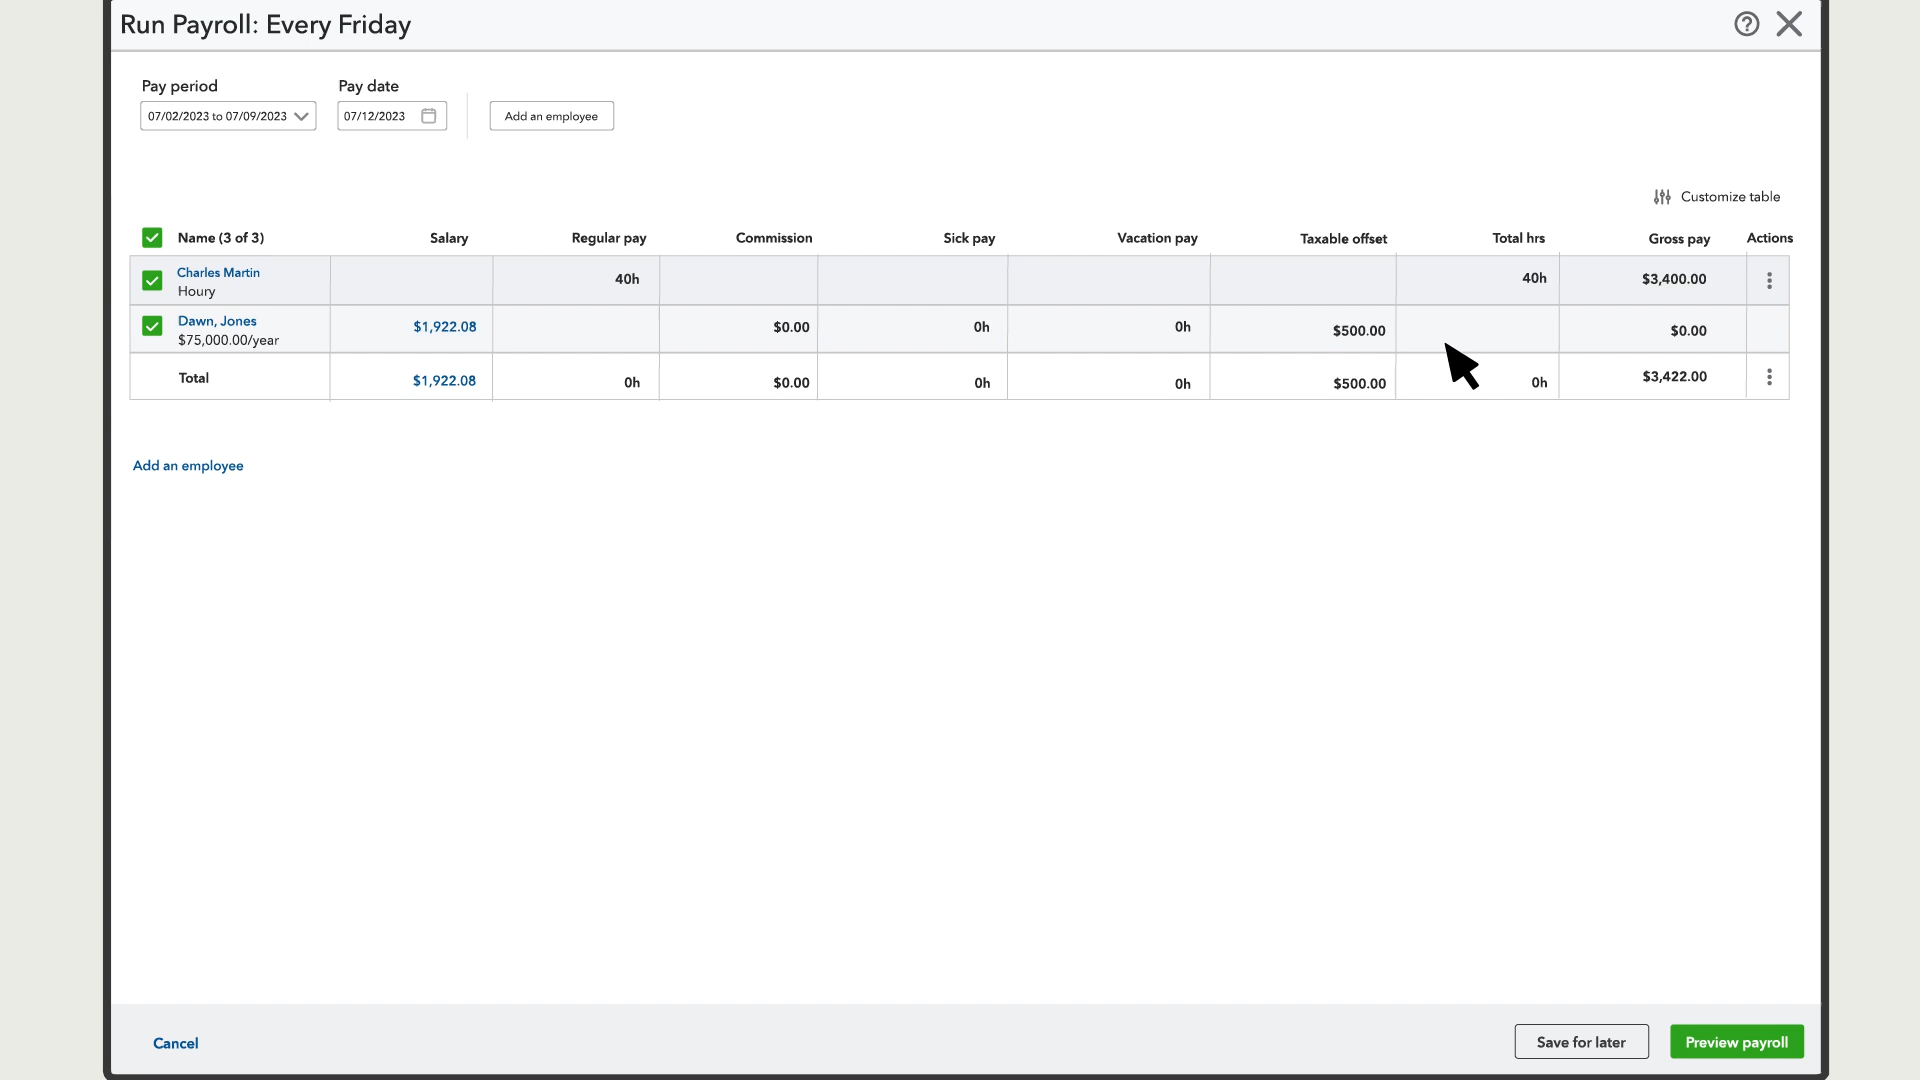 Run Payroll: Every Friday
Pay period
Pay date
07/02/2023 to 07/09/2023
07/12/2023
Add an employee
Customize table
Name (3 of 3) Salary Regular pay Commission Sick pay Vacation pay Taxable offset Total hrs Gross pay Actions
Charles Martin
Houry
40h 40h $3,400.00
Dawn, Jones
$75,000.00/year
$1,922.08 $0.00 0h 0h $500.00 $0.00
Total $1,922.08 0h $0.00 0h 0h $500.00 0h $3,422.00
Add an employee
Cancel
Save for later
Preview payroll